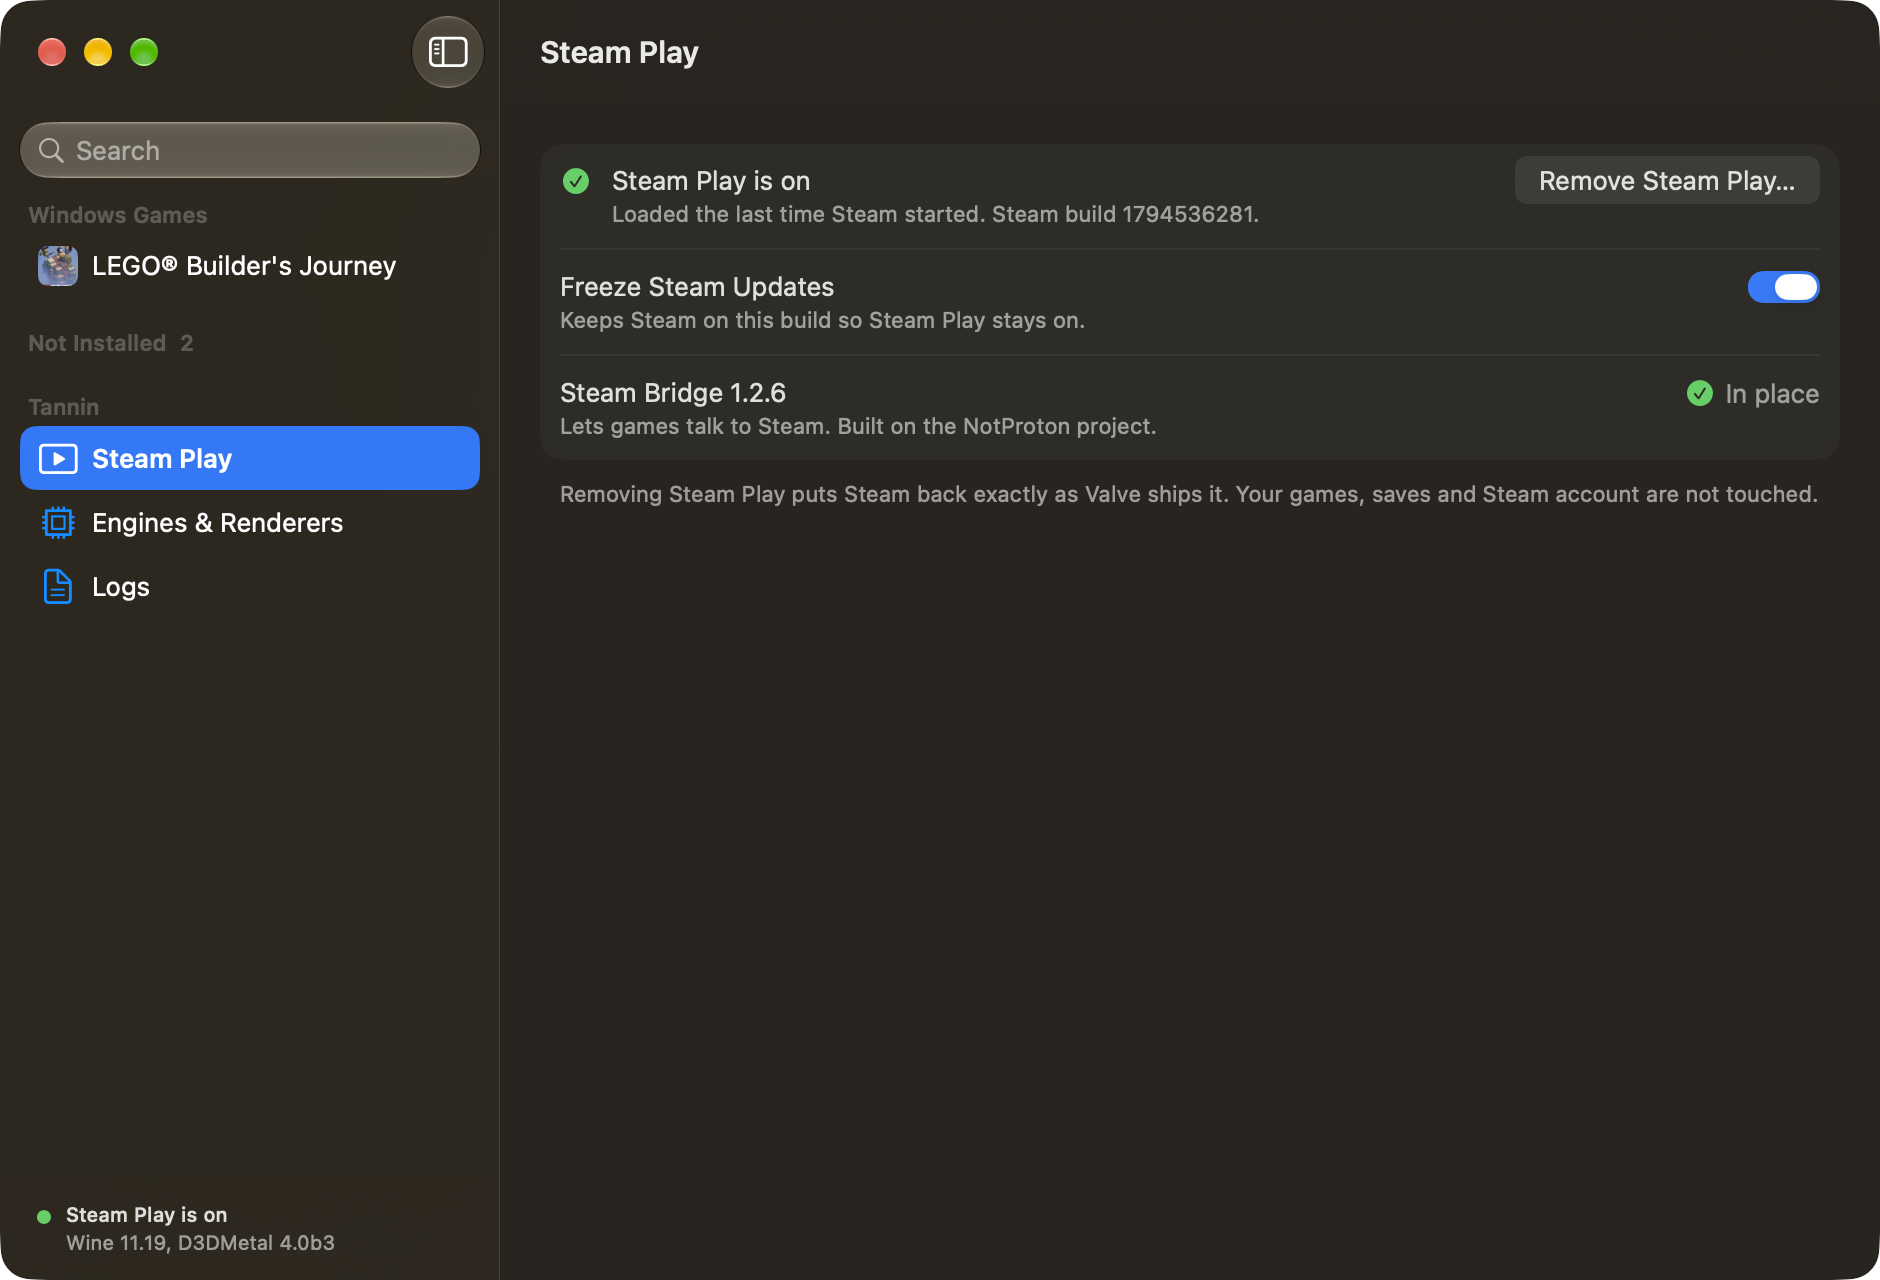 Search
Windows Games
LEGO® Builder's Journey
Not Installed 2
Tannin
Steam Play
Engines & Renderers
Logs
Steam Play is on
Wine 11.19, D3DMetal 4.0b3
Steam Play
Steam Play is on
Remove Steam Play...
Loaded the last time Steam started. Steam build 1794536281.
Freeze Steam Updates
Keeps Steam on this build so Steam Play stays on.
Steam Bridge 1.2.6
In place
Lets games talk to Steam. Built on the NotProton project.
Removing Steam Play puts Steam back exactly as Valve ships it. Your games, saves and Steam account are not touched.